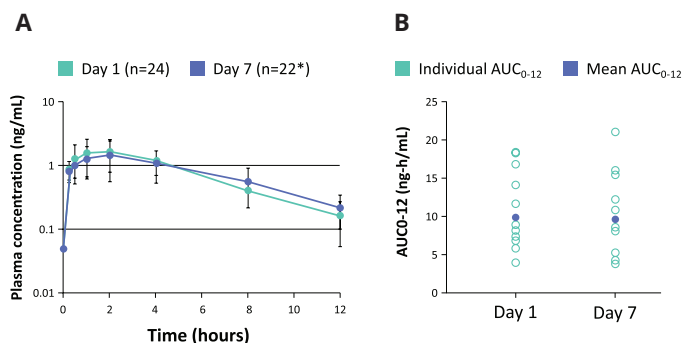 A
Day 1 (n=24) Day 7 (n=22*)
Plasma concentration (ng/mL)
10
1
0.1
0.01
0 2 4 6 8 10 12
Time (hours)
B
Individual AUC0-12 Mean AUC0-12
AUC0-12 (ng-h/mL)
25
20
15
10
5
0
Day 1 Day 7